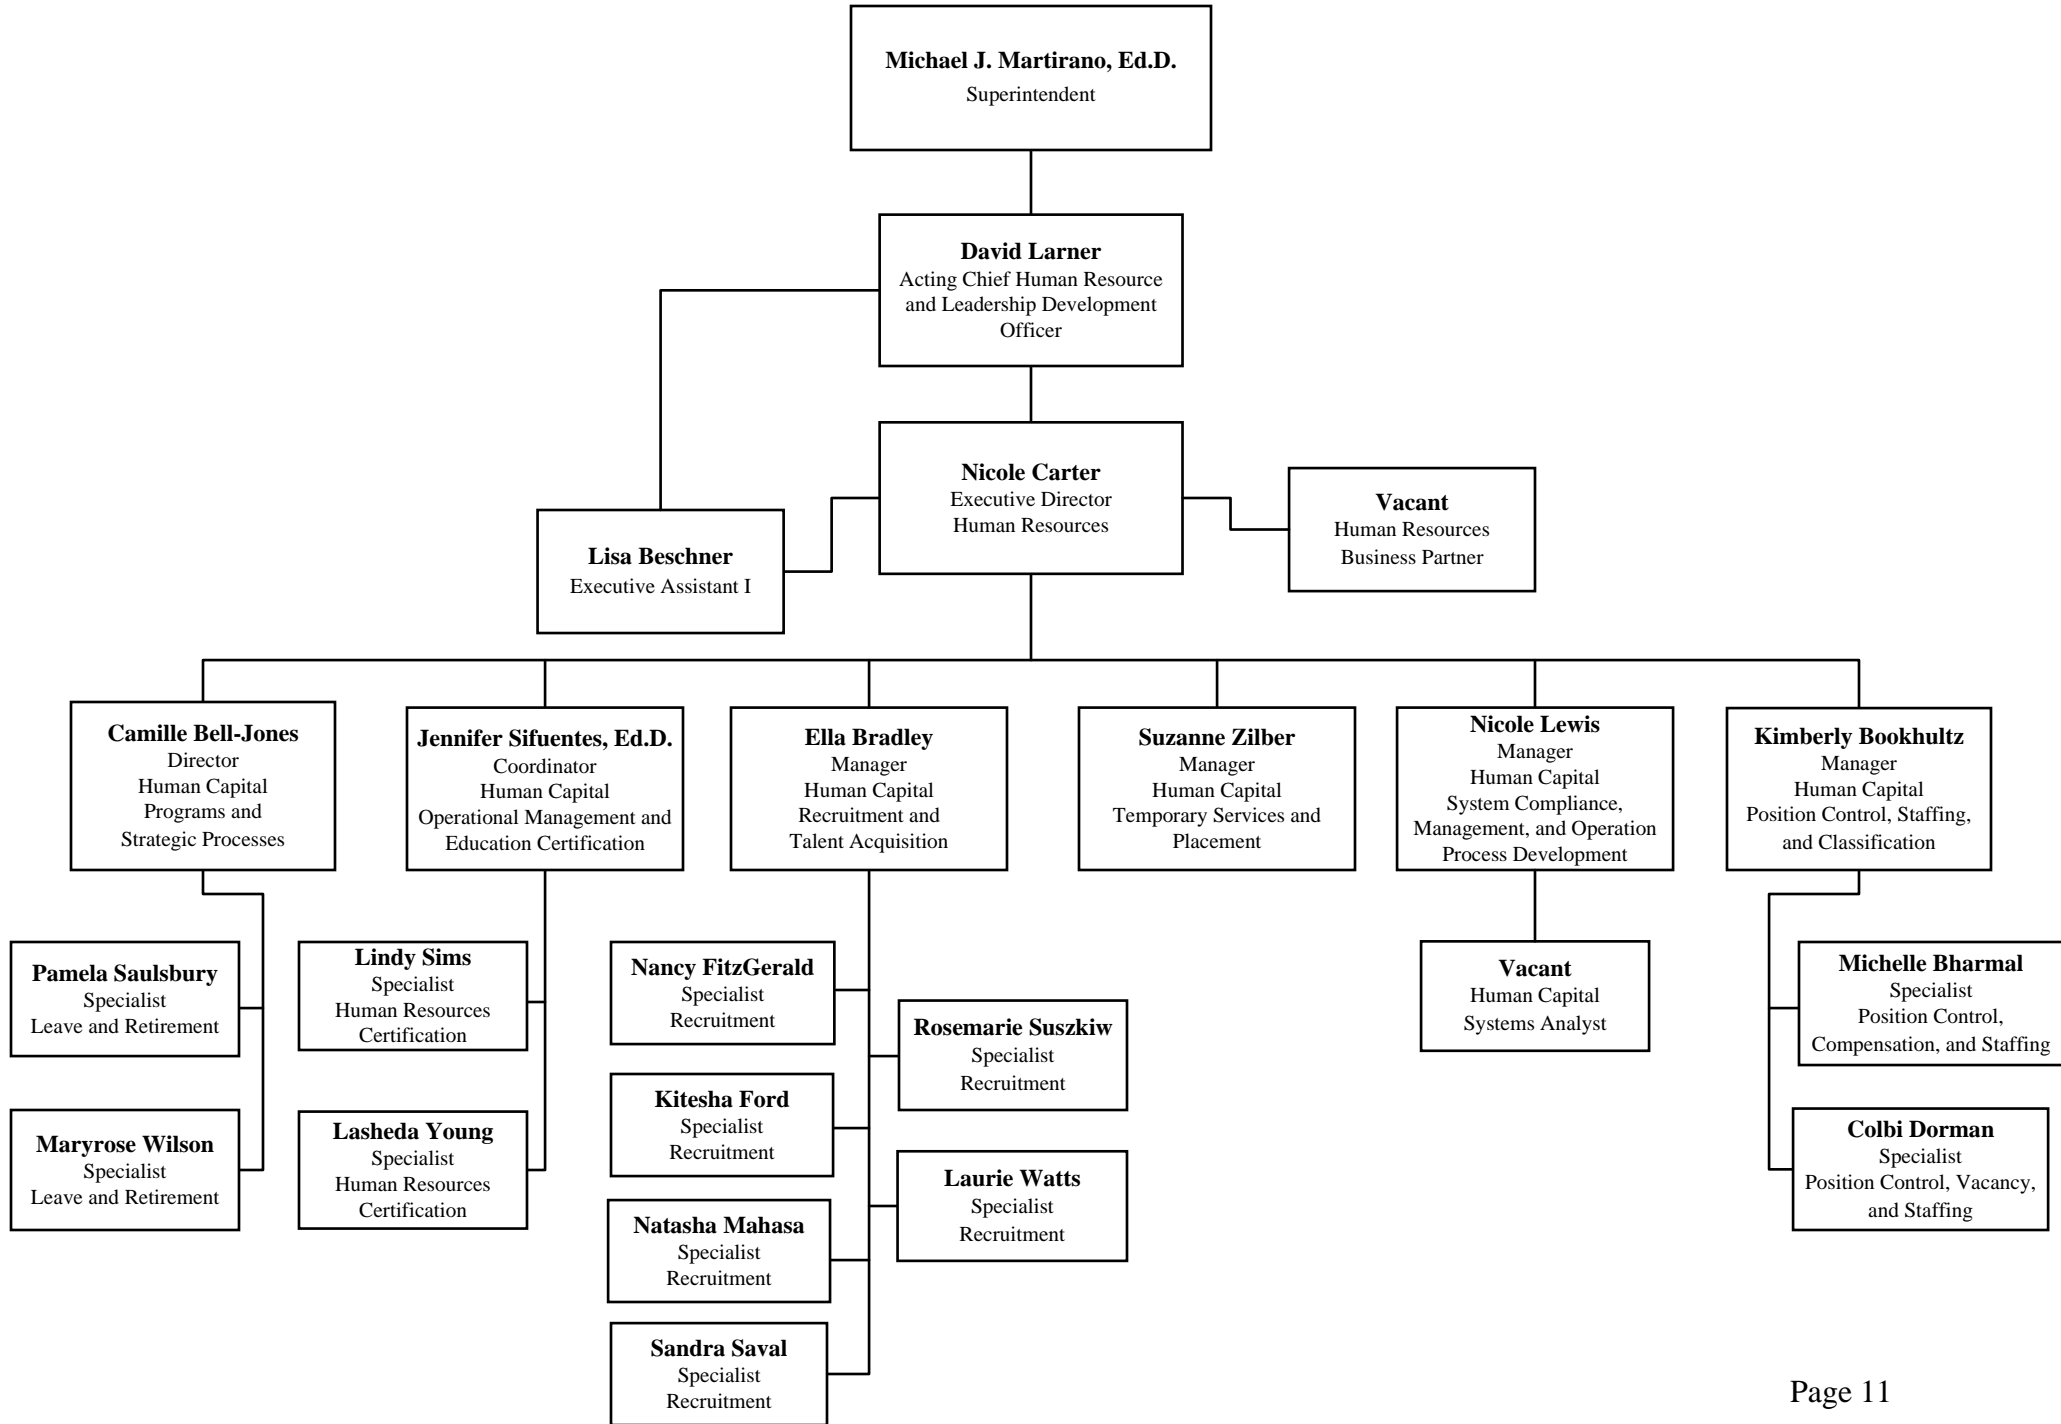 Michael J. Martirano, Ed.D.
Superintendent
David Larner
Acting Chief Human Resource
and Leadership Development
Officer
Nicole Carter
Executive Director
Human Resources
Vacant
Human Resources
Business Partner
Lisa Beschner
Executive Assistant I
Camille Bell-Jones
Director
Human Capital
Programs and
Strategic Processes
Jennifer Sifuentes, Ed.D.
Coordinator
Human Capital
Operational Management and
Education Certification
Ella Bradley
Manager
Human Capital
Recruitment and
Talent Acquisition
Suzanne Zilber
Manager
Human Capital
Temporary Services and
Placement
Nicole Lewis
Manager
Human Capital
System Compliance,
Management, and Operation
Process Development
Kimberly Bookhultz
Manager
Human Capital
Position Control, Staffing,
and Classification
Pamela Saulsbury
Specialist
Leave and Retirement
Maryrose Wilson
Specialist
Leave and Retirement
Lindy Sims
Specialist
Human Resources
Certification
Lasheda Young
Specialist
Human Resources
Certification
Nancy FitzGerald
Specialist
Recruitment
Rosemarie Suszkiw
Specialist
Recruitment
Kitesha Ford
Specialist
Recruitment
Laurie Watts
Specialist
Recruitment
Natasha Mahasa
Specialist
Recruitment
Sandra Saval
Specialist
Recruitment
Vacant
Human Capital
Systems Analyst
Michelle Bharmal
Specialist
Position Control,
Compensation, and Staffing
Colbi Dorman
Specialist
Position Control, Vacancy,
and Staffing
Page 11